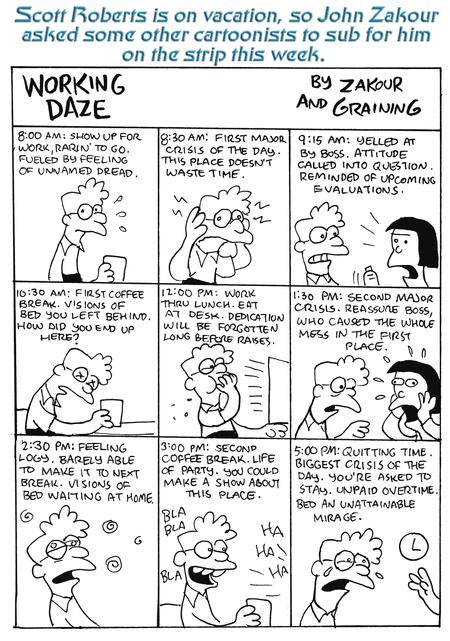 Scott Roberts is on vacation, so John Zakour
asked some other cartoonists to sub for him
on the strip this week.
WORKING
DAZE
BY ZAKOUR
AND GRAINING
8:00 AM: SHOW UP FOR
WORK, RARIN' TO GO.
FUELED BY FEELING
OF UNNAMED DREAD.
8:30 AM: FIRST MAJOR
CRISIS OF THE DAY.
THIS PLACE DOESN'T
WASTE TIME.
9:15 AM: YELLED AT
BY BOSS. ATTITUDE
CALLED INTO QUESTION.
REMINDED OF UPCOMING
EVALUATIONS.
10:30 AM: FIRST COFFEE
BREAK. VISIONS OF
BED YOU LEFT BEHIND.
HOW DID YOU END UP
HERE?
12:00 PM: WORK
THRU LUNCH. EAT
AT DESK. DEDICATION
WILL BE FORGOTTEN
LONG BEFORE RAISES.
1:30 PM: SECOND MAJOR
CRISIS. REASSURE BOSS,
WHO CAUSED THE WHOLE
MESS IN THE FIRST
PLACE.
2:30 PM: FEELING
LOGY. BARELY ABLE
TO MAKE IT TO NEXT
BREAK. VISIONS OF
BED WAITING AT HOME.
3:00 PM: SECOND
COFFEE BREAK. LIFE
OF PARTY. YOU COULD
MAKE A SHOW ABOUT
THIS PLACE.
BLA
BLA
BLA
HA
HA
HA
5:00 PM: QUITTING TIME.
BIGGEST CRISIS OF THE
DAY. YOU'RE ASKED TO
STAY. UNPAID OVERTIME.
BED AN UNATTAINABLE
MIRAGE.